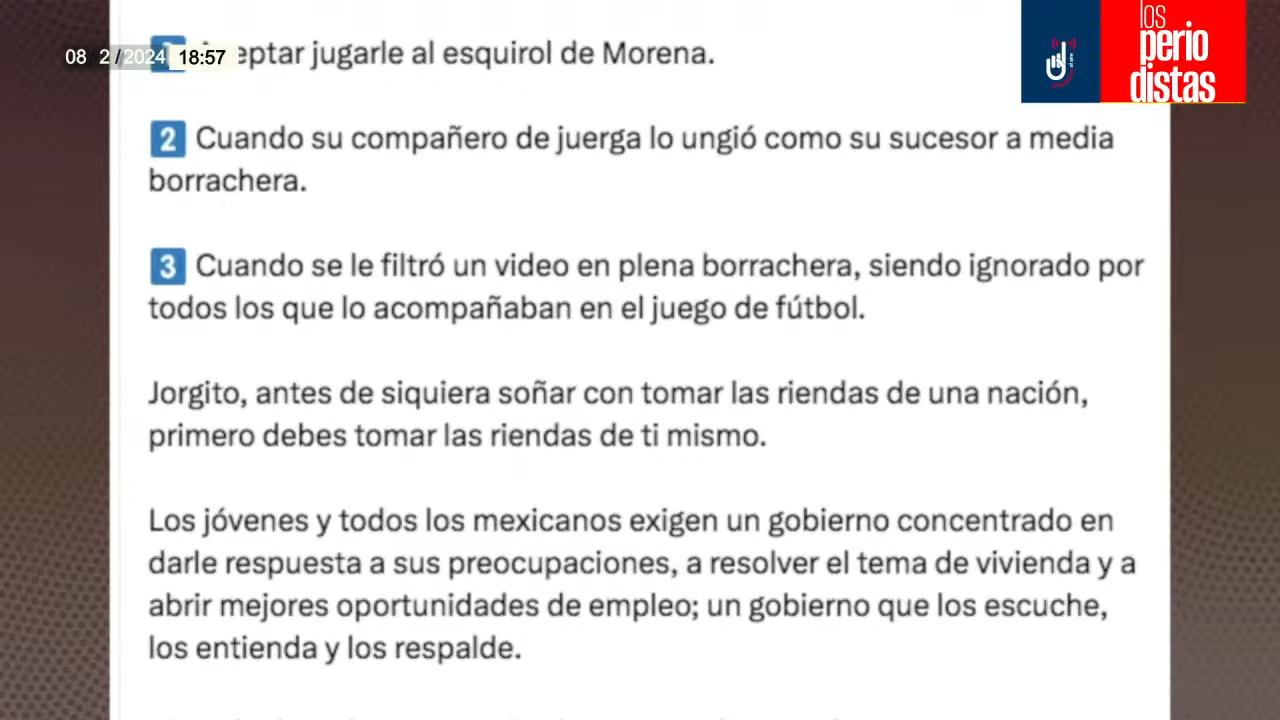 08 2/2024 18:57
los
perio
distas
jugarle al esquirol de Morena.
2 Cuando su compañero de juerga lo ungió como su sucesor a media
borrachera.
3 Cuando se le filtró un video en plena borrachera, siendo ignorado por
todos los que lo acompañaban en el juego de fútbol.
Jorgito, antes de siquiera soñar con tomar las riendas de una nación,
primero debes tomar las riendas de ti mismo.
Los jóvenes y todos los mexicanos exigen un gobierno concentrado en
darle respuesta a sus preocupaciones, a resolver el tema de vivienda y a
abrir mejores oportunidades de empleo; un gobierno que los escuche,
los entienda y los respalde.